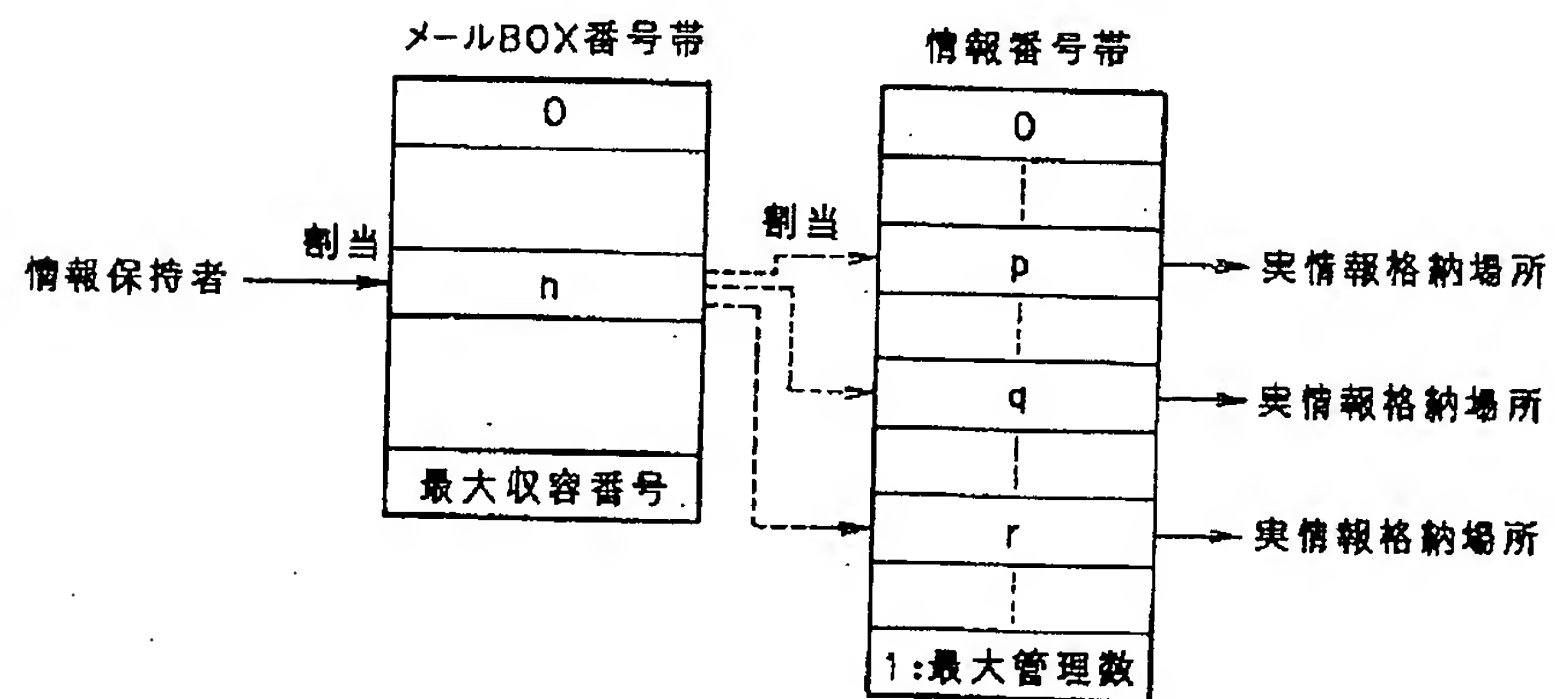 メールBOX番号帯
情報番号帯
0
0
割当
割当
情報保持者
n
p
実情報格納場所
q
実情報格納場所
最大収容番号
r
実情報格納場所
1:最大管理数